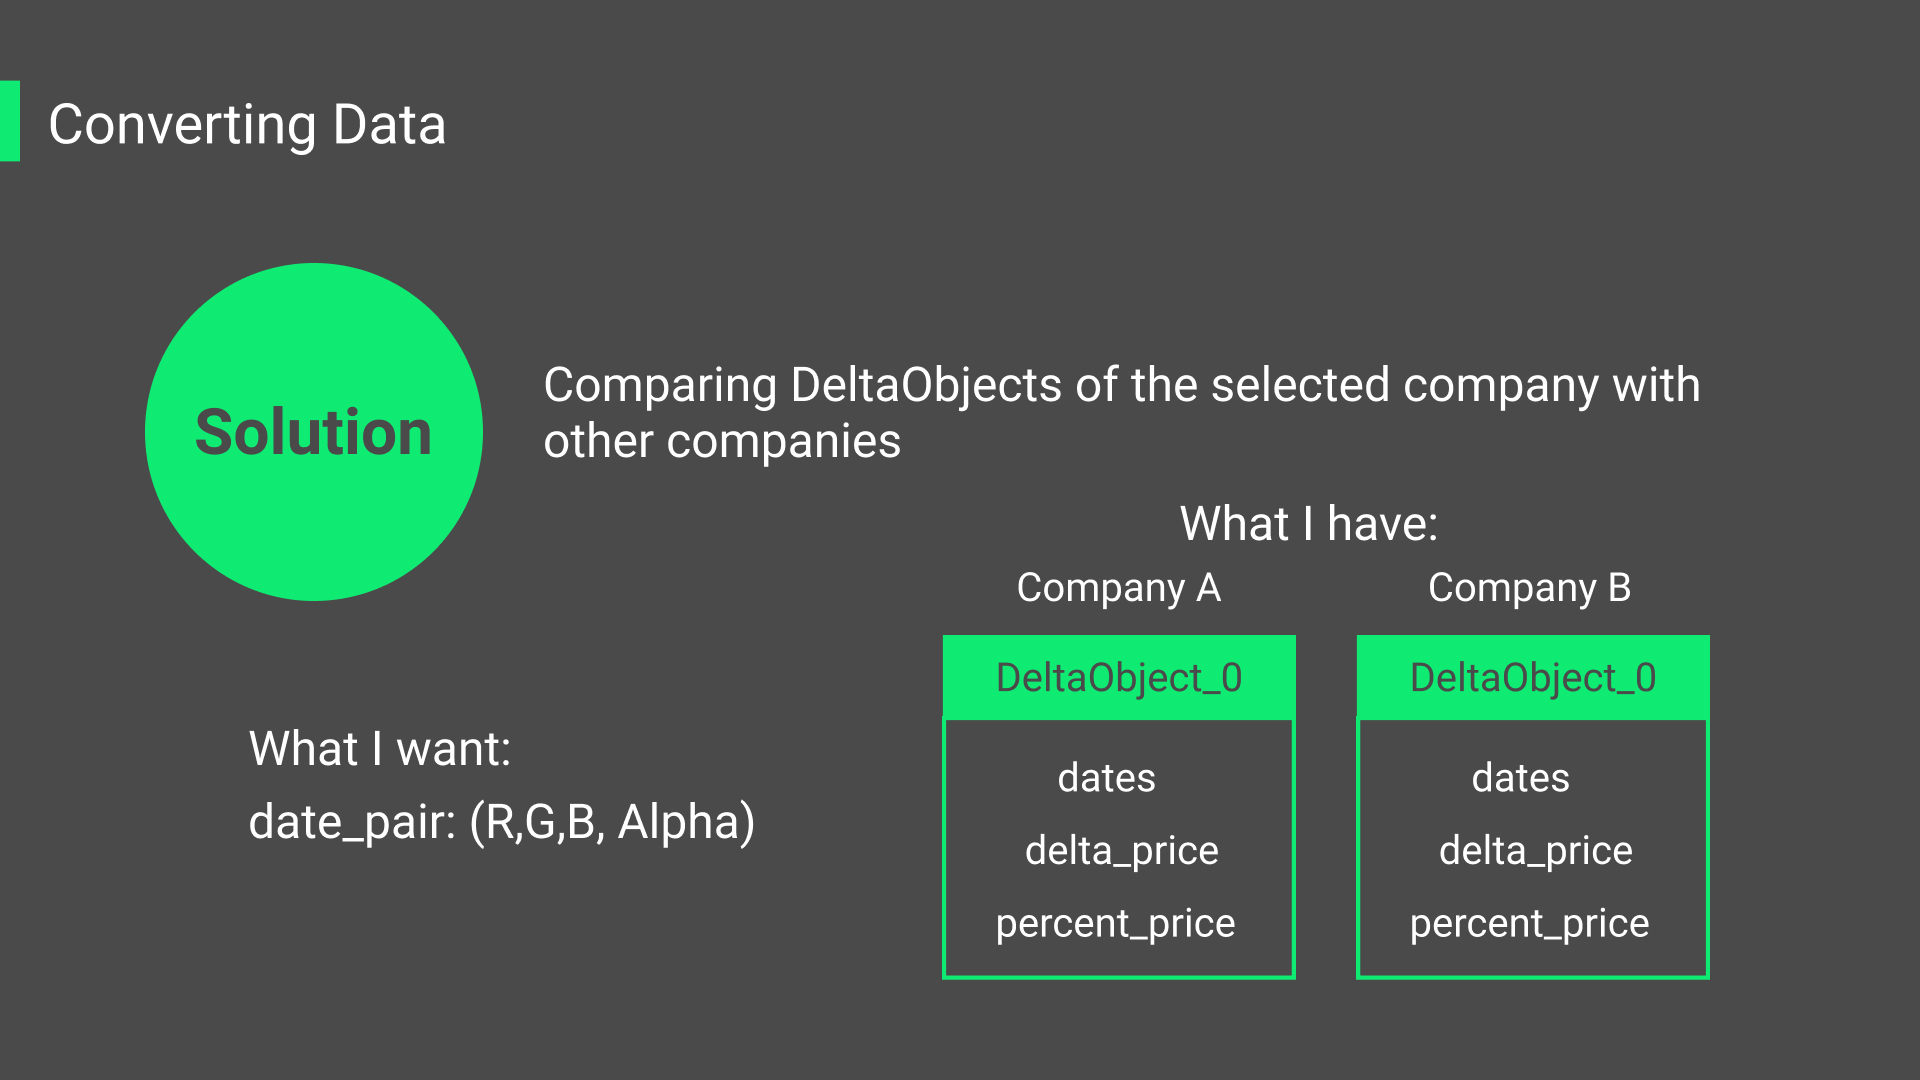 Converting Data
Solution
Comparing DeltaObjects of the selected company with
other companies
What I have:
Company A
Company B
DeltaObject_0
DeltaObject_0
What I want:
date_pair: (R,G,B, Alpha)
dates
delta_price
percent_price
dates
delta_price
percent_price